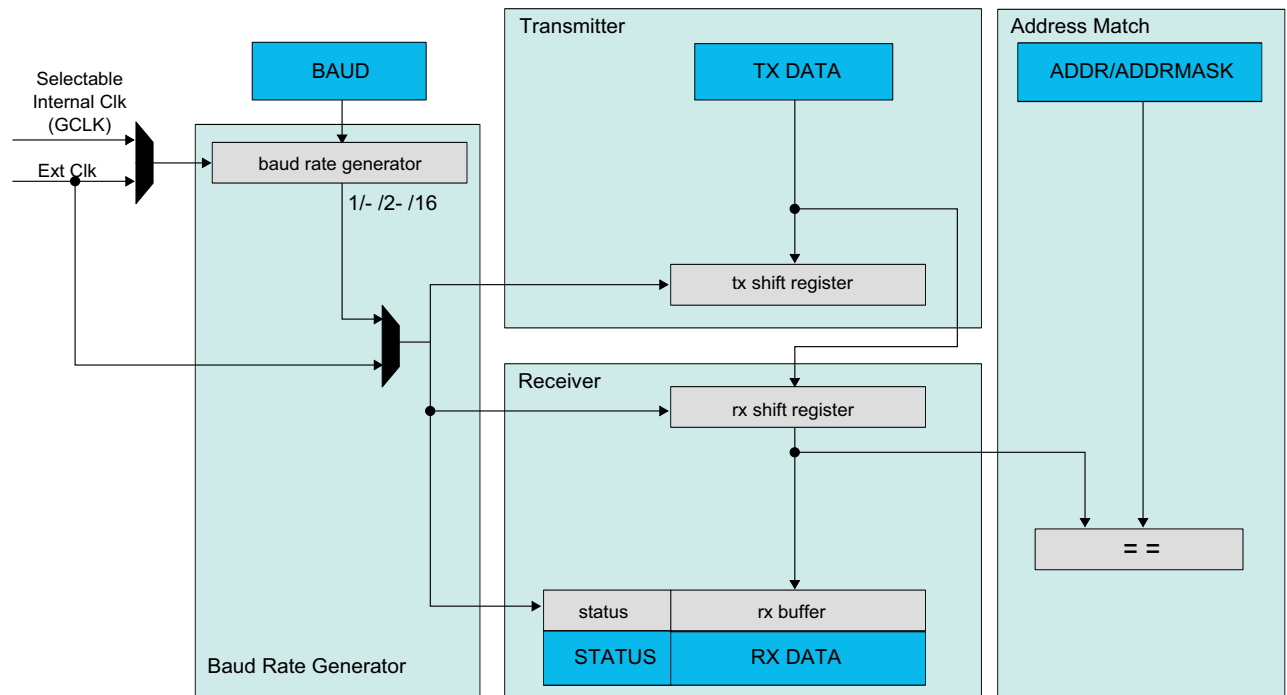 Transmitter
Address Match
BAUD
TX DATA
ADDR/ADDRMASK
Selectable
Internal Clk
(GCLK)
baud rate generator
Ext Clk
1/- /2- /16
tx shift register
Receiver
rx shift register
= =
status
rx buffer
STATUS
RX DATA
Baud Rate Generator